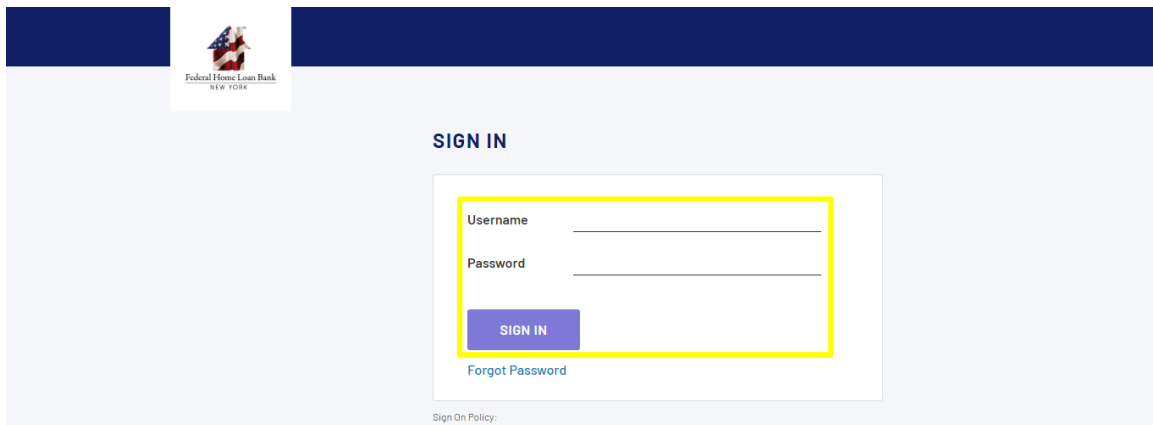 Federal Home Loan Bank
NEW YORK
SIGN IN
Username
Password
SIGN IN
Forgot Password
Sign On Policy: